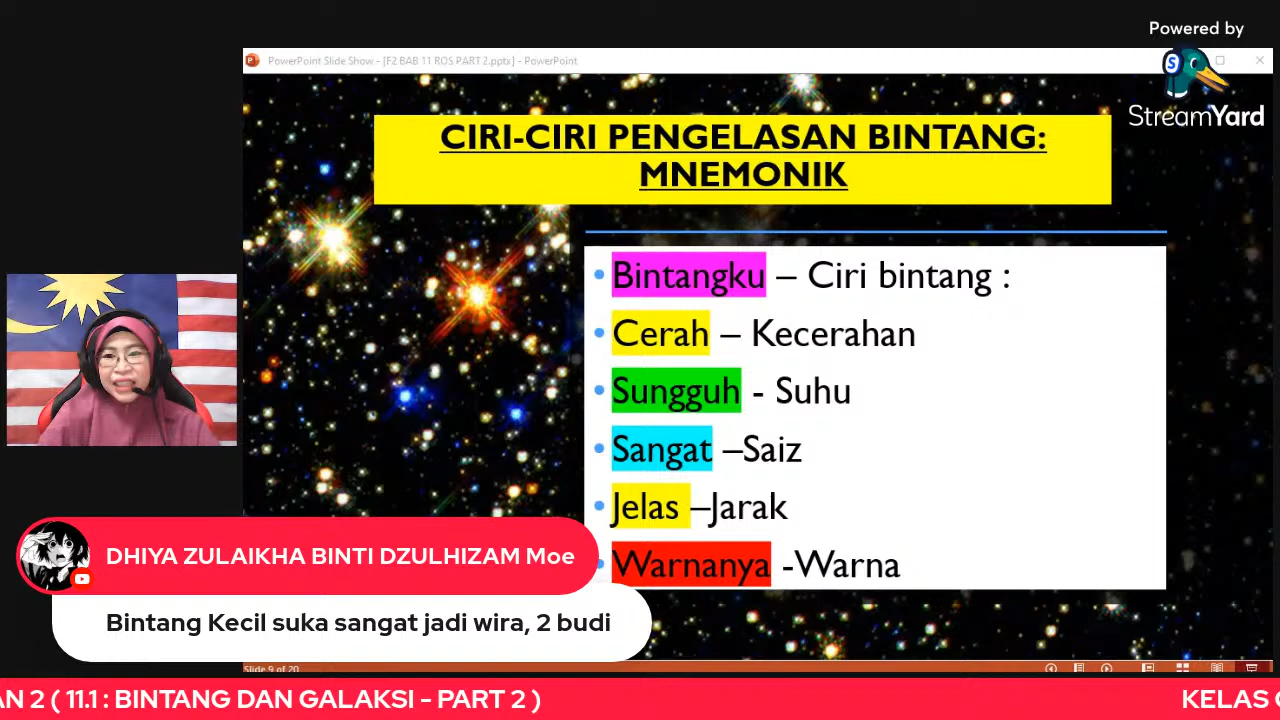 Powered by
StreamYard
PowerPoint Slide Show - [F2 BAB 11 ROS PART 2.pptx] - PowerPoint
CIRI-CIRI PENGELASAN BINTANG:
MNEMONIK
• Bintangku – Ciri bintang :
• Cerah – Kecerahan
• Sungguh - Suhu
• Sangat –Saiz
• Jelas –Jarak
• Warnanya -Warna
DHIYA ZULAIKHA BINTI DZULHIZAM Moe
Bintang Kecil suka sangat jadi wira, 2 budi
Slide 9 of 20
AN 2 ( 11.1 : BINTANG DAN GALAKSI - PART 2 )
KELAS